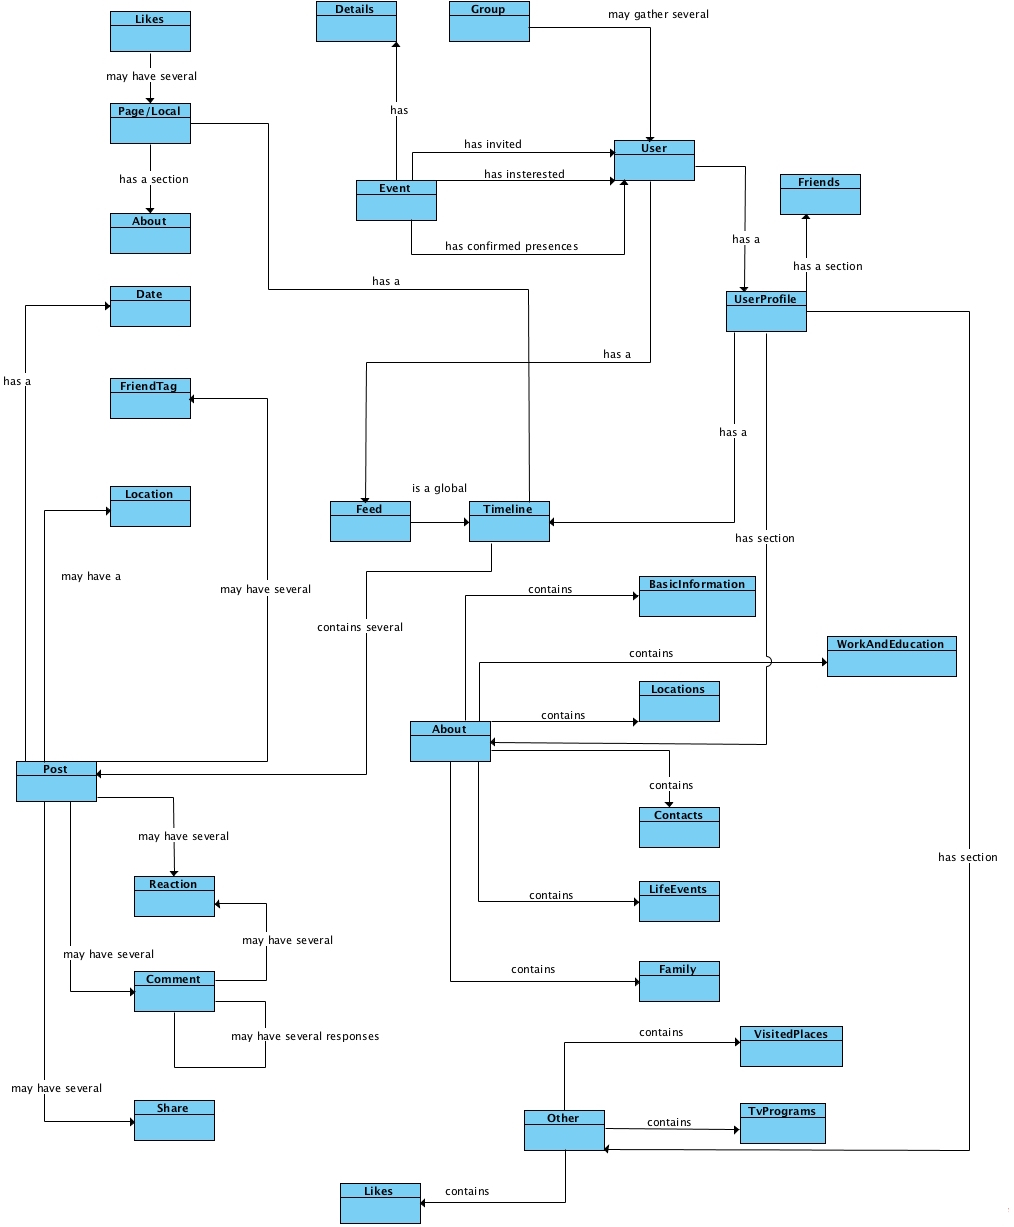 Details
Group
Likes
may gather several
may have several
has
Page/Local
has invited
User
has insterested
has a section
Event
Friends
About
has a
has confirmed presences
has a section
has a
Date
UserProfile
has a
has a
FriendTag
has a
is a global
Location
Feed
Timeline
has section
may have a
may have several
contains
BasicInformation
contains several
WorkAndEducation
contains
Locations
contains
About
Post
contains
Contacts
may have several
has section
Reaction
contains
LifeEvents
may have several
may have several
contains
Family
Comment
may have several responses
contains
VisitedPlaces
may have several
Share
Other
contains
TvPrograms
Likes
contains